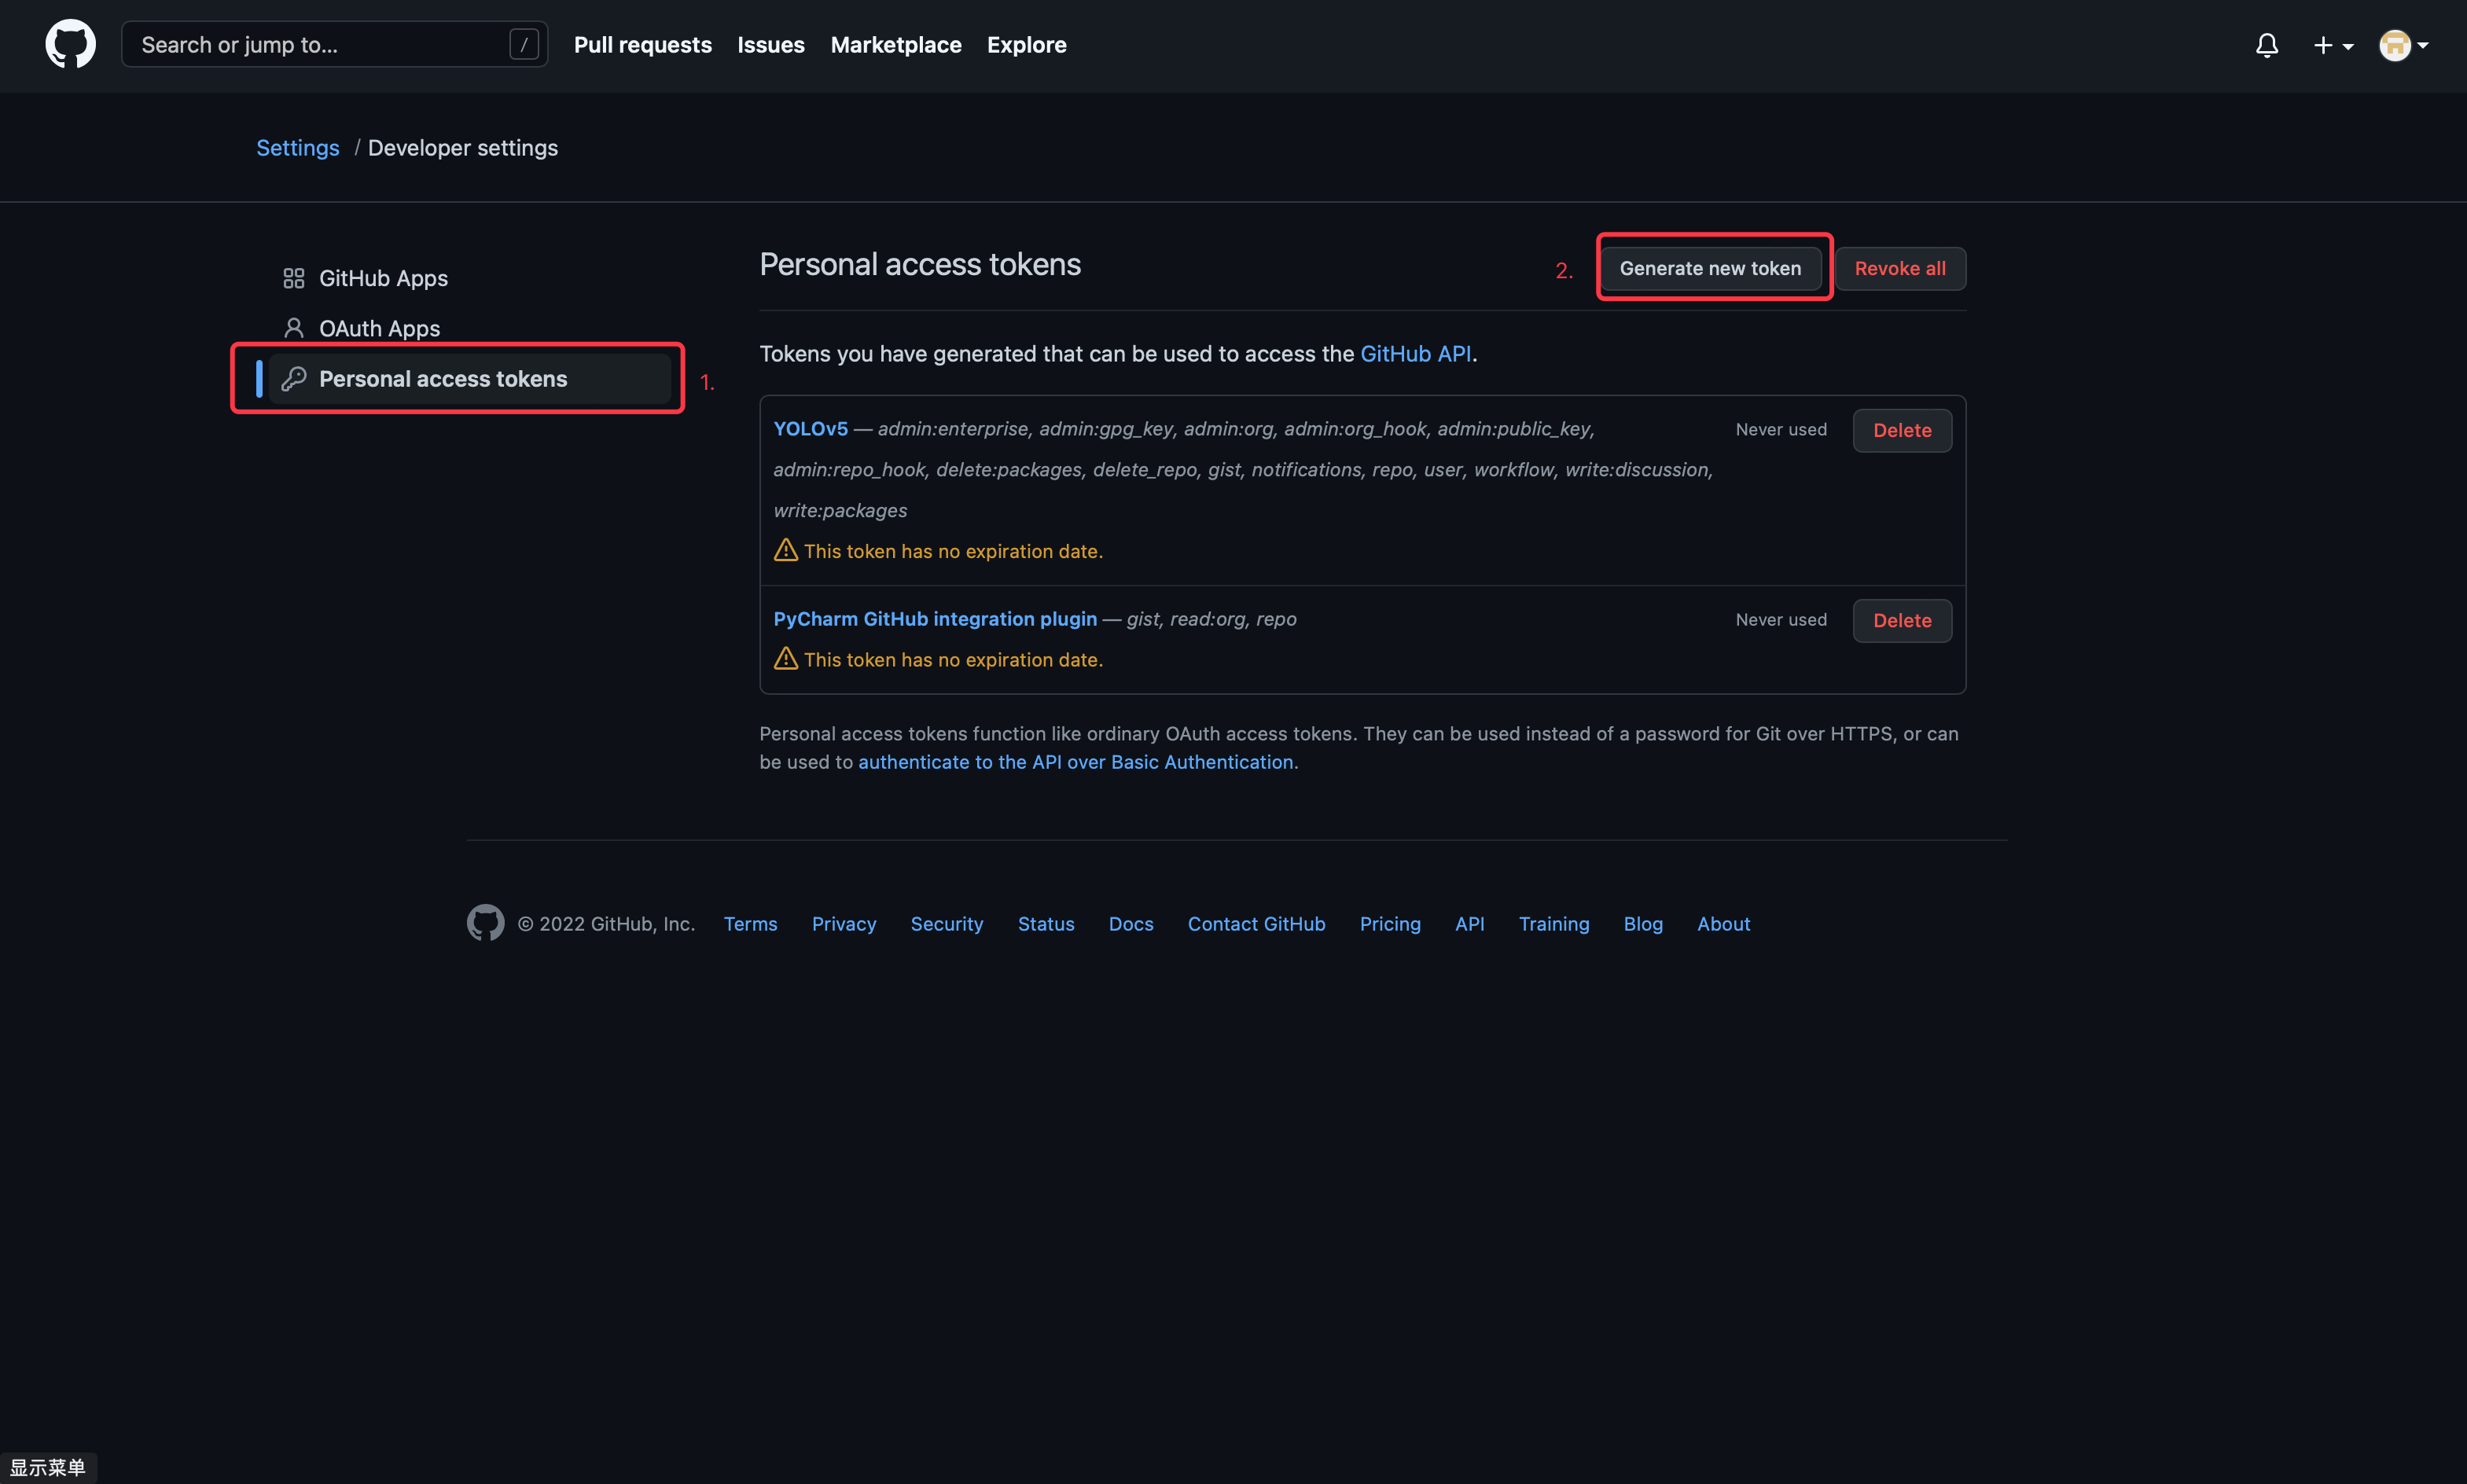 Search or jump to...
/
Pull requests
Issues
Marketplace
Explore
Settings / Developer settings
GitHub Apps
OAuth Apps
Personal access tokens
1.
Personal access tokens
2.
Generate new token
Revoke all
Tokens you have generated that can be used to access the GitHub API.
YOLOv5 — admin:enterprise, admin:gpg_key, admin:org, admin:org_hook, admin:public_key,
admin:repo_hook, delete:packages, delete_repo, gist, notifications, repo, user, workflow, write:discussion,
write:packages
Never used
Delete
This token has no expiration date.
PyCharm GitHub integration plugin — gist, read:org, repo
Never used
Delete
This token has no expiration date.
Personal access tokens function like ordinary OAuth access tokens. They can be used instead of a password for Git over HTTPS, or can
be used to authenticate to the API over Basic Authentication.
© 2022 GitHub, Inc.
Terms
Privacy
Security
Status
Docs
Contact GitHub
Pricing
API
Training
Blog
About
显示菜单